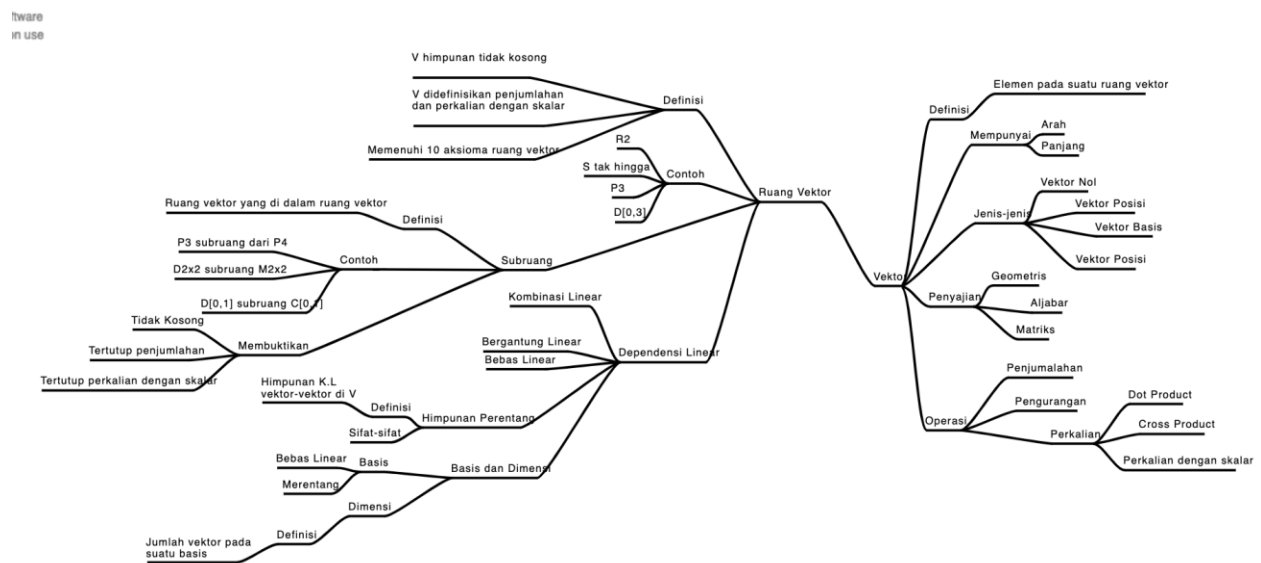 on use
V himpunan tidak kosong
V didefinisikan penjumlahan
dan perkalian dengan skalar
Memenuhi 10 aksioma ruang vektor
Definisi
R2
S tak hingga
P3
D[0,3]
Contoh
Ruang Vektor
Ruang vektor yang di dalam ruang vektor
Definisi
P3 subruang dari P4
D2x2 subruang M2x2
D[0,1] subruang C[0,1]
Contoh
Subruang
Tidak Kosong
Tertutup penjumlahan
Tertutup perkalian dengan skalar
Membuktikan
Kombinasi Linear
Bergantung Linear
Bebas Linear
Dependensi Linear
Himpunan K.L
vektor-vektor di V
Definisi
Sifat-sifat
Himpunan Perentang
Bebas Linear
Merentang
Basis
Basis dan Dimensi
Dimensi
Definisi
Jumlah vektor pada
suatu basis
Vekto
Definisi
Elemen pada suatu ruang vektor
Mempunyai
Arah
Panjang
Jenis-jenis
Vektor Nol
Vektor Posisi
Vektor Basis
Vektor Posisi
Penyajian
Geometris
Aljabar
Matriks
Operasi
Penjumalahan
Pengurangan
Perkalian
Dot Product
Cross Product
Perkalian dengan skalar